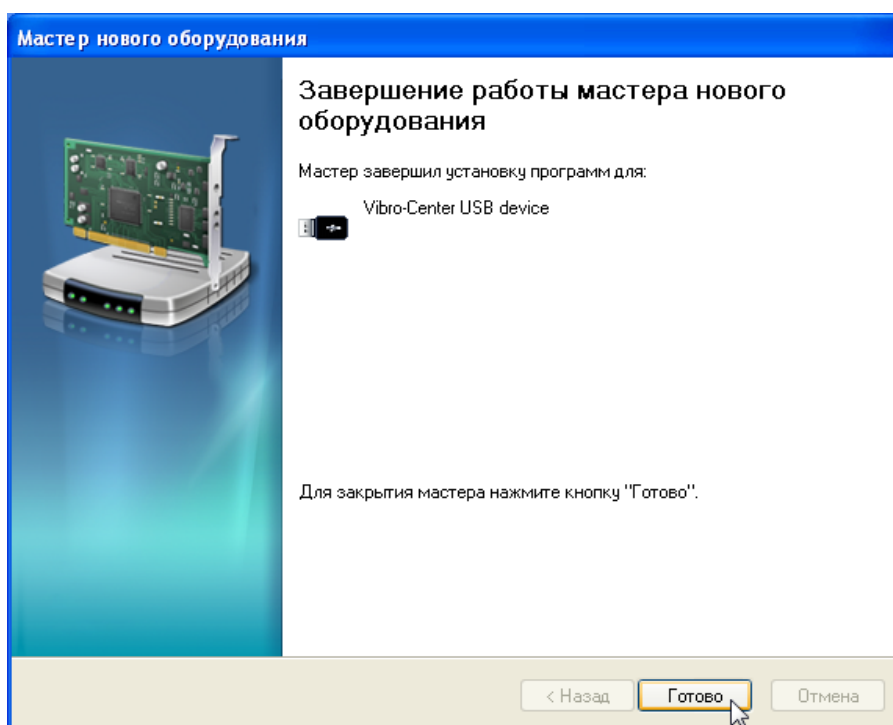 Мастер нового оборудования
Завершение работы мастера нового
оборудования
Мастер завершил установку программ для:
Vibro-Center USB device
Для закрытия мастера нажмите кнопку "Готово".
< Назад
Готово
Отмена